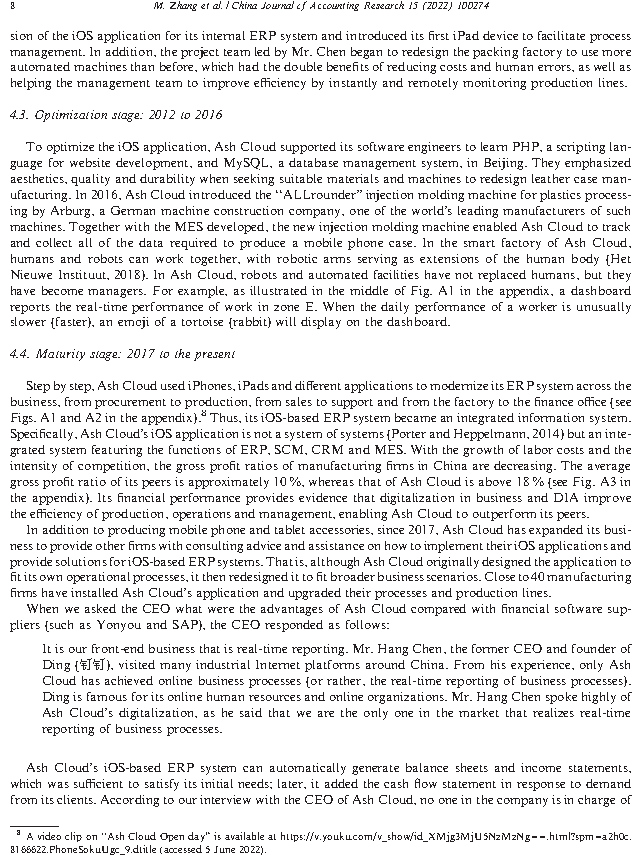 8
M. Zhang et al. / China Journal of Accounting Research 15 (2022) 100274
sion of the iOS application for its internal ERP system and introduced its first iPad device to facilitate process
management. In addition, the project team led by Mr. Chen began to redesign the packing factory to use more
automated machines than before, which had the double benefits of reducing costs and human errors, as well as
helping the management team to improve efficiency by instantly and remotely monitoring production lines.
4.3. Optimization stage: 2012 to 2016
To optimize the iOS application, Ash Cloud supported its software engineers to learn PHP, a scripting lan-
guage for website development, and MySQL, a database management system, in Beijing. They emphasized
aesthetics, quality and durability when seeking suitable materials and machines to redesign leather case man-
ufacturing. In 2016, Ash Cloud introduced the “ALLrounder” injection molding machine for plastics process-
ing by Arburg, a German machine construction company, one of the world’s leading manufacturers of such
machines. Together with the MES developed, the new injection molding machine enabled Ash Cloud to track
and collect all of the data required to produce a mobile phone case. In the smart factory of Ash Cloud,
humans and robots can work together, with robotic arms serving as extensions of the human body (Het
Nieuwe Instituut, 2018). In Ash Cloud, robots and automated facilities have not replaced humans, but they
have become managers. For example, as illustrated in the middle of Fig. A1 in the appendix, a dashboard
reports the real-time performance of work in zone E. When the daily performance of a worker is unusually
slower (faster), an emoji of a tortoise (rabbit) will display on the dashboard.
4.4. Maturity stage: 2017 to the present
Step by step, Ash Cloud used iPhones, iPads and different applications to modernize its ERP system across the
business, from procurement to production, from sales to support and from the factory to the finance office (see
Figs. A1 and A2 in the appendix).8 Thus, its iOS-based ERP system became an integrated information system.
Specifically, Ash Cloud’s iOS application is not a system of systems (Porter and Heppelmann, 2014) but an inte-
grated system featuring the functions of ERP, SCM, CRM and MES. With the growth of labor costs and the
intensity of competition, the gross profit ratios of manufacturing firms in China are decreasing. The average
gross profit ratio of its peers is approximately 10 %, whereas that of Ash Cloud is above 18 % (see Fig. A3 in
the appendix). Its financial performance provides evidence that digitalization in business and D1A improve
the efficiency of production, operations and management, enabling Ash Cloud to outperform its peers.
In addition to producing mobile phone and tablet accessories, since 2017, Ash Cloud has expanded its busi-
ness to provide other firms with consulting advice and assistance on how to implement their iOS applications and
provide solutions for iOS-based ERP systems. That is, although Ash Cloud originally designed the application to
fit its own operational processes, it then redesigned it to fit broader business scenarios. Close to 40 manufacturing
firms have installed Ash Cloud’s application and upgraded their processes and production lines.
When we asked the CEO what were the advantages of Ash Cloud compared with financial software sup-
pliers (such as Yonyou and SAP), the CEO responded as follows:
It is our front-end business that is real-time reporting. Mr. Hang Chen, the former CEO and founder of
Ding (钉钉), visited many industrial Internet platforms around China. From his experience, only Ash
Cloud has achieved online business processes (or rather, the real-time reporting of business processes).
Ding is famous for its online human resources and online organizations. Mr. Hang Chen spoke highly of
Ash Cloud’s digitalization, as he said that we are the only one in the market that realizes real-time
reporting of business processes.
Ash Cloud’s iOS-based ERP system can automatically generate balance sheets and income statements,
which was sufficient to satisfy its initial needs; later, it added the cash flow statement in response to demand
from its clients. According to our interview with the CEO of Ash Cloud, no one in the company is in charge of
8 A video clip on “Ash Cloud Open day” is available at https://v.youku.com/v_show/id_XMjg3MjU5NzMzNg==.html?spm=a2h0c.
8166622.PhoneSokuUgc_9.dtitle (accessed 5 June 2022).